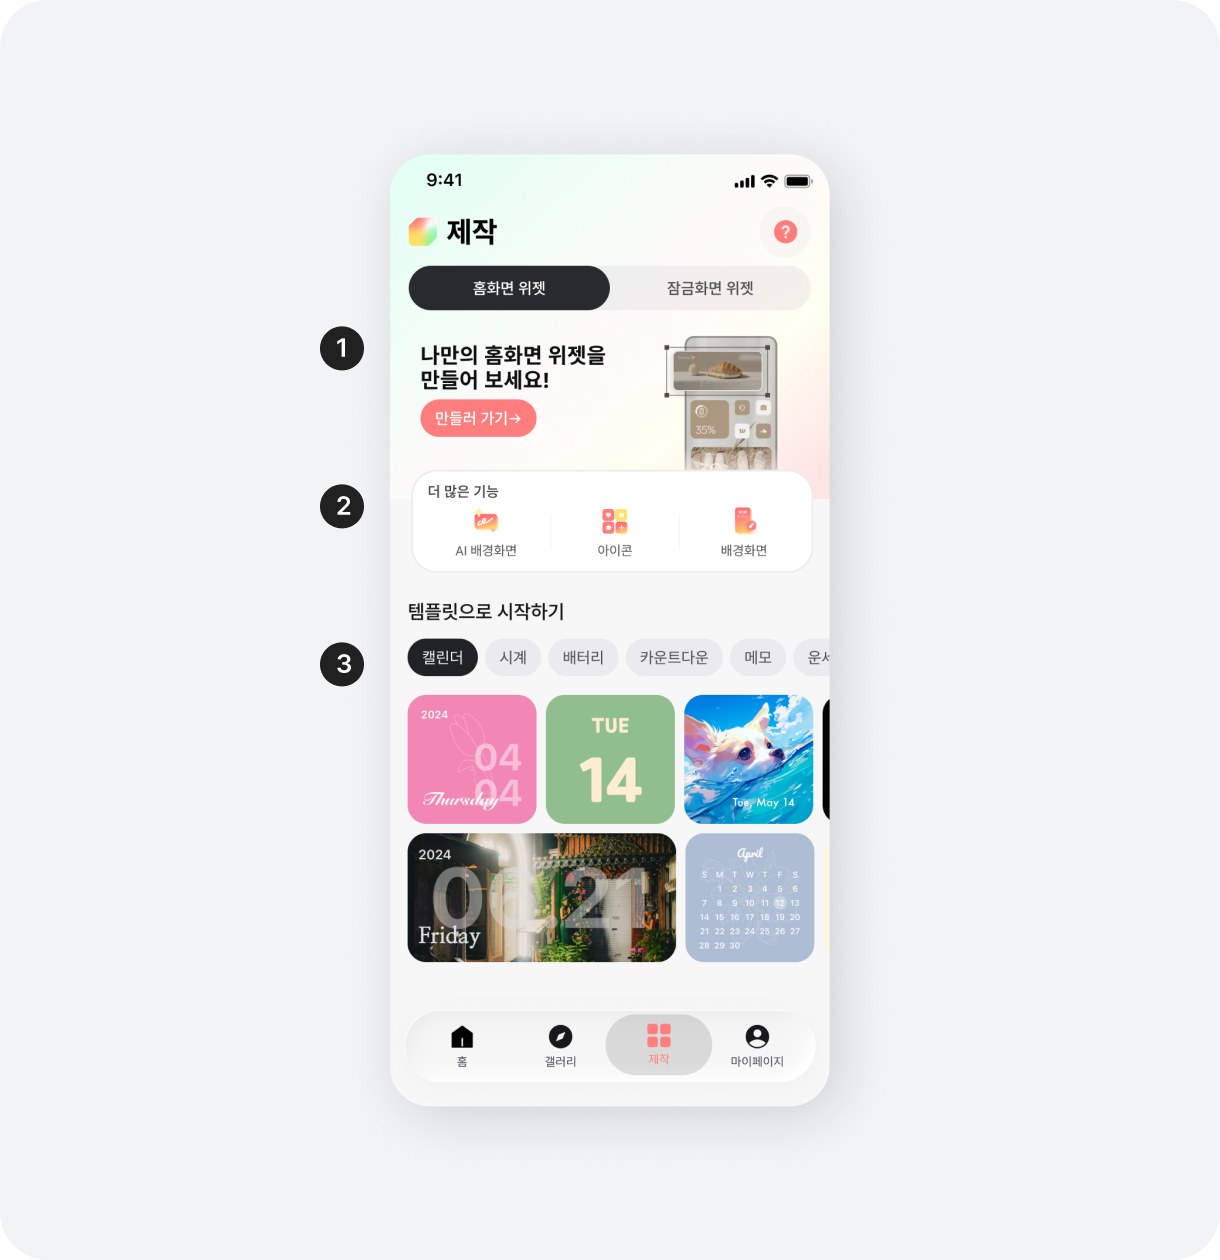 9:41
제작
?
홈화면 위젯
잠금화면 위젯
1
나만의 홈화면 위젯을
만들어 보세요!
만들러 가기→
35%
2
더 많은 기능
AI 배경화면
아이콘
배경화면
템플릿으로 시작하기
3
캘린더
시계
배터리
카운트다운
메모
2024
04
04
Thursday
TUE
14
Tue, May 14
2024
06.21
Friday
April
S M T W T F S
1 2 3 4 5 6
7 8 9 10 11 12 13
14 15 16 17 18 19 20
21 22 23 24 25 26 27
28 29 30
홈
갤러리
제작
마이페이지